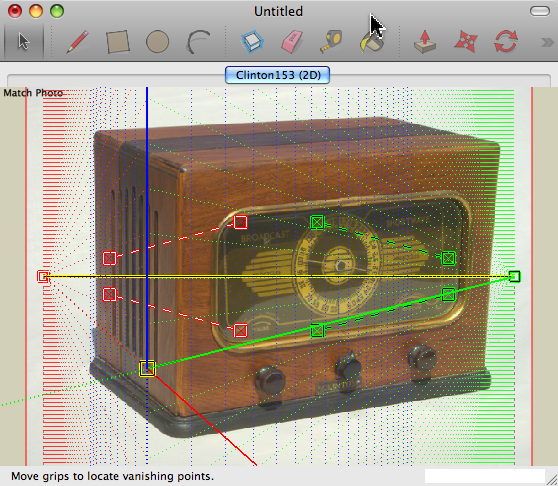 Untitled
Clinton153 (2D)
Match Photo
Move grips to locate vanishing points.